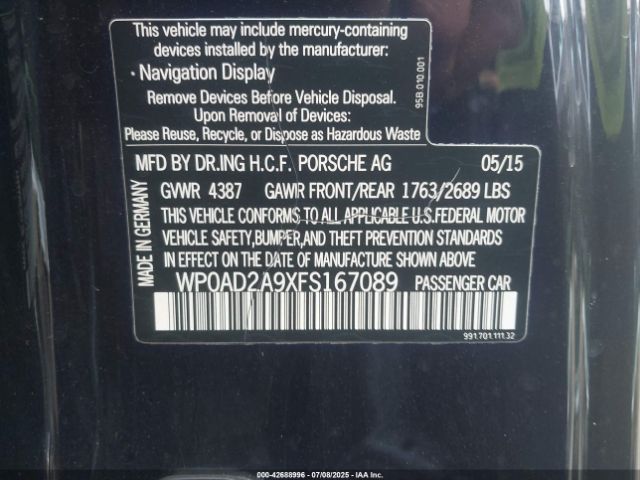 This vehicle may include mercury-containing
devices installed by the manufacturer:
• Navigation Display
Remove Devices Before Vehicle Disposal.
Upon Removal of Devices:
Please Reuse, Recycle, or Dispose as Hazardous Waste
95B.010.001
MFD BY DR.ING H.C.F. PORSCHE AG 05/15
GVWR 4387 GAWR FRONT/REAR 1763/2689 LBS
THIS VEHICLE CONFORMS TO ALL APPLICABLE U.S.FEDERAL MOTOR
VEHICLE SAFETY,BUMPER,AND THEFT PREVENTION STANDARDS
IN EFFECT ON THE DATE OF MANUFACTURE SHOWN ABOVE
WP0AD2A9XFS167089 PASSENGER CAR
MADE IN GERMANY
991.701.111.32
000-42688996 - 07/08/2025 - IAA Inc.